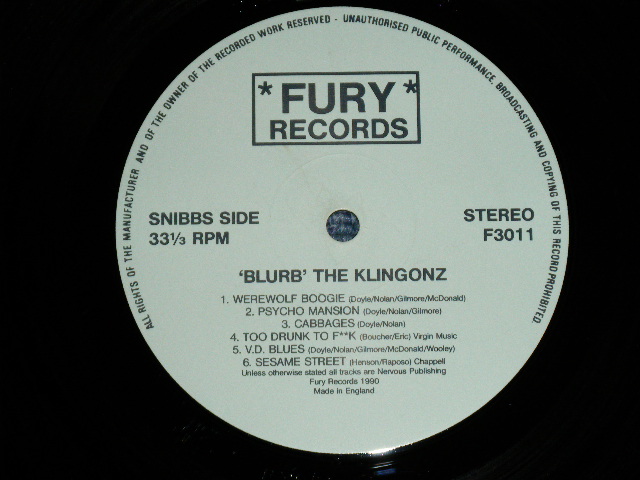 ALL RIGHTS OF THE MANUFACTURER AND OF THE OWNER OF THE RECORDED WORK RESERVED - UNAUTHORISED PUBLIC PERFORMANCE, BROADCASTING AND COPYING OF THIS RECORD PROHIBITED
*FURY*
RECORDS
SNIBBS SIDE
33⅓ RPM
STEREO
F3011
‘BLURB’ THE KLINGONZ
1. WEREWOLF BOOGIE (Doyle/Nolan/Gilmore/McDonald)
2. PSYCHO MANSION (Doyle/Nolan/Gilmore)
3. CABBAGES (Doyle/Nolan)
4. TOO DRUNK TO F**K (Boucher/Eric) Virgin Music
5. V.D. BLUES (Doyle/Nolan/Gilmore/McDonald/Wooley)
6. SESAME STREET (Henson/Raposo) Chappell
Unless otherwise stated all tracks are Nervous Publishing
Fury Records 1990
Made In England